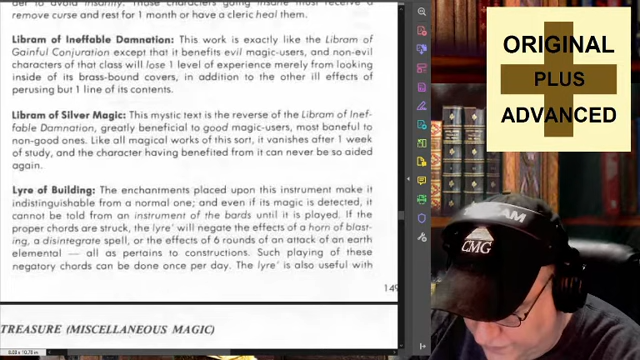 der to avoid insanity. Those characters going insane must receive a
remove curse and rest for 1 month or have a cleric heal them.
Libram of Ineffable Damnation: This work is exactly like the Libram of
Gainful Conjuration except that it benefits evil magic-users, and non-evil
characters of that class will lose 1 level of experience merely from looking
inside of its brass-bound covers, in addition to the other ill effects of
perusing but 1 line of its contents.
Libram of Silver Magic: This mystic text is the reverse of the Libram of Inef-
fable Damnation, greatly beneficial to good magic-users, most baneful to
non-good ones. Like all magical works of this sort, it vanishes after 1 week
of study, and the character having benefited from it can never be so aided
again.
Lyre of Building: The enchantments placed upon this instrument make it
indistinguishable from a normal one; and even if its magic is detected, it
cannot be told from an instrument of the bards until it is played. If the
proper chords are struck, the lyre' will negate the effects of a horn of blast-
ing, a disintegrate spell, or the effects of 6 rounds of an attack of an earth
elemental — all as pertains to constructions. Such playing of these
negatory chords can be done once per day. The lyre' is also useful with
149
TREASURE (MISCELLANEOUS MAGIC)
ORIGINAL
PLUS
ADVANCED
CMG